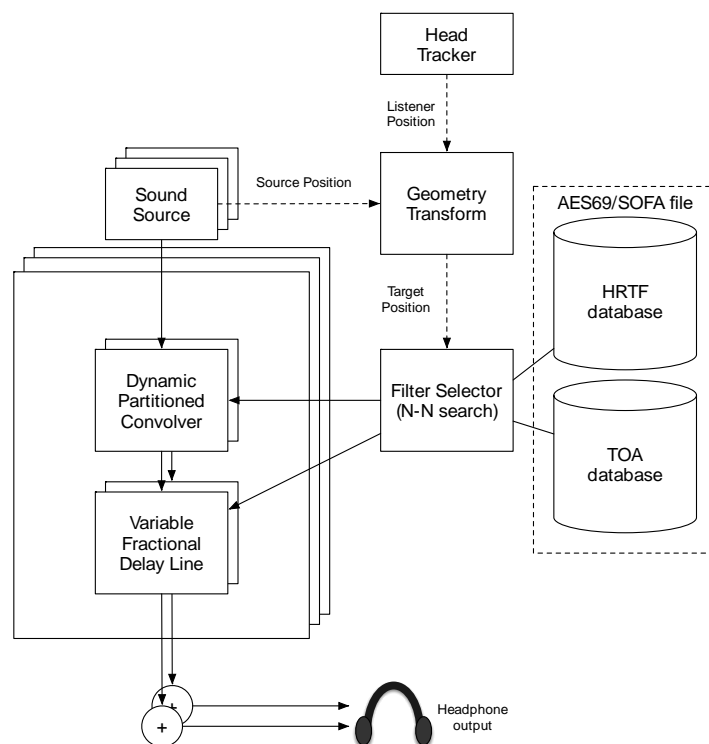 Head
Tracker
Listener
Position
Sound
Source
Source Position
Geometry
Transform
AES69/SOFA file
HRTF
database
Target
Position
Dynamic
Partitioned
Convolver
Filter Selector
(N-N search)
TOA
database
Variable
Fractional
Delay Line
+
+
Headphone
output